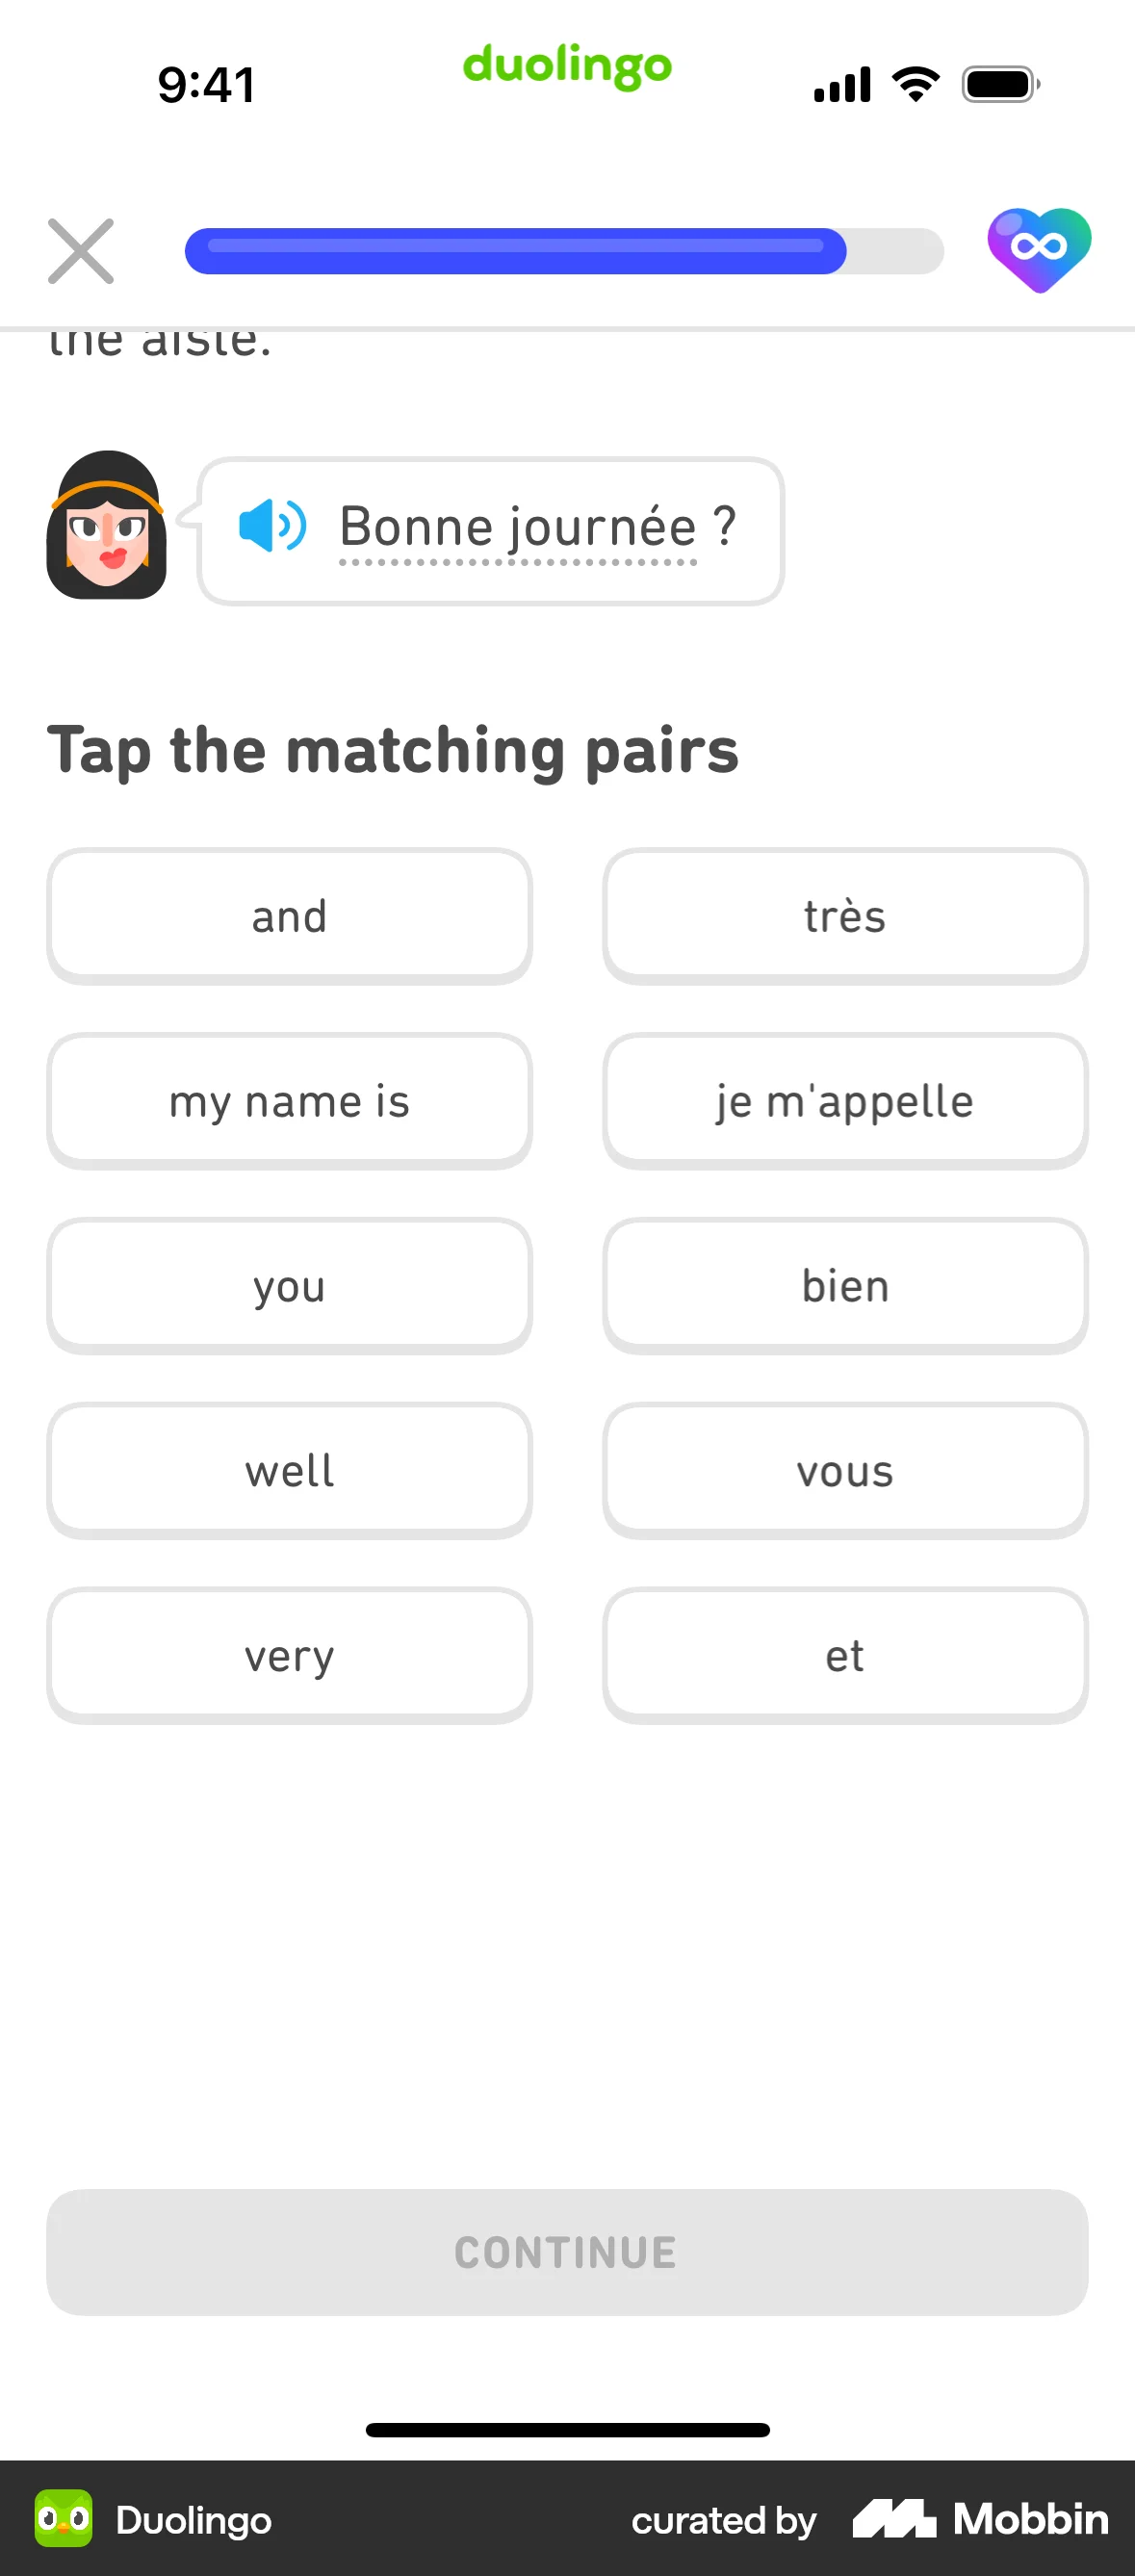 9:41
duolingo
the aisle.
Bonne journée ?
Tap the matching pairs
and
très
my name is
je m'appelle
you
bien
well
vous
very
et
CONTINUE
Duolingo
curated by Mobbin